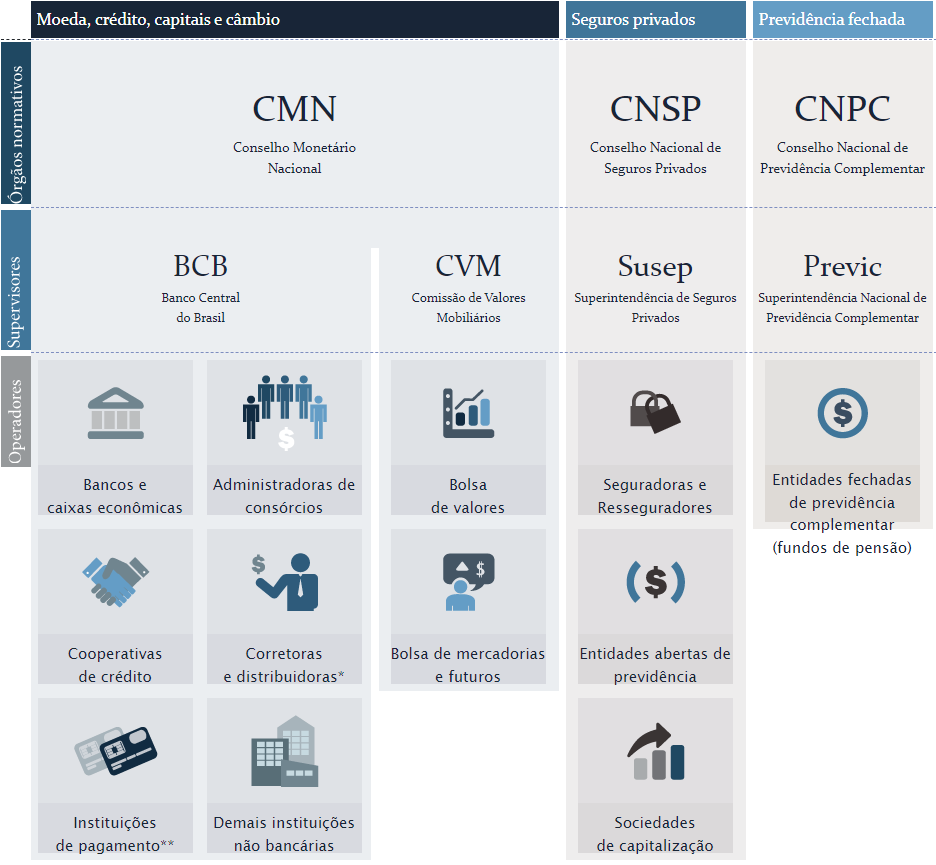 Moeda, crédito, capitais e câmbio
Seguros privados
Previdência fechada
Órgãos normativos
CMN
Conselho Monetário
Nacional
CNSP
Conselho Nacional de
Seguros Privados
CNPC
Conselho Nacional de
Previdência Complementar
Supervisores
BCB
Banco Central
do Brasil
CVM
Comissão de Valores
Mobiliários
Susep
Superintendência de Seguros
Privados
Previc
Superintendência Nacional de
Previdência Complementar
Operadores
Bancos e
caixas econômicas
Administradoras de
consórcios
Bolsa
de valores
Seguradoras e
Resseguradores
Entidades fechadas
de previdência
complementar
(fundos de pensão)
Cooperativas
de crédito
Corretoras
e distribuidoras*
Bolsa de mercadorias
e futuros
Entidades abertas de
previdência
Instituições
de pagamento**
Demais instituições
não bancárias
Sociedades
de capitalização